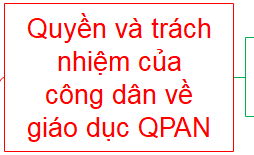 Quyền và trách
nhiệm của
công dân về
giáo dục QPAN